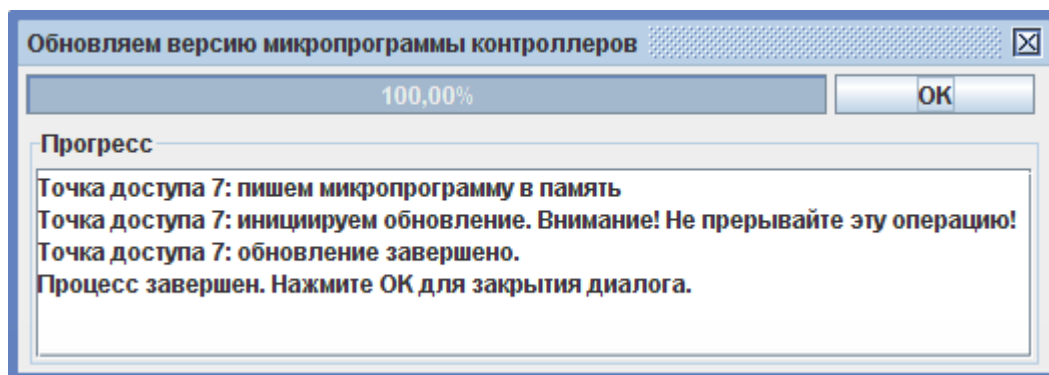 Обновляем версию микропрограммы контроллеров
100,00%
ОК
Прогресс
Точка доступа 7: пишем микропрограмму в память
Точка доступа 7: инициируем обновление. Внимание! Не прерывайте эту операцию!
Точка доступа 7: обновление завершено.
Процесс завершен. Нажмите ОК для закрытия диалога.